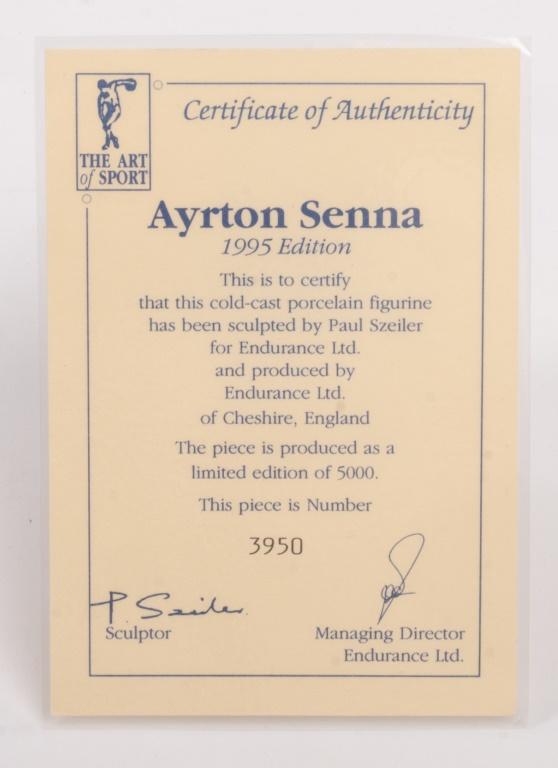 THE ART
of SPORT
Certificate of Authenticity
Ayrton Senna
1995 Edition
This is to certify
that this cold-cast porcelain figurine
has been sculpted by Paul Szeiler
for Endurance Ltd.
and produced by
Endurance Ltd.
of Cheshire, England
The piece is produced as a
limited edition of 5000.
This piece is Number
3950
P. Szeiler.
Sculptor
Managing Director
Endurance Ltd.